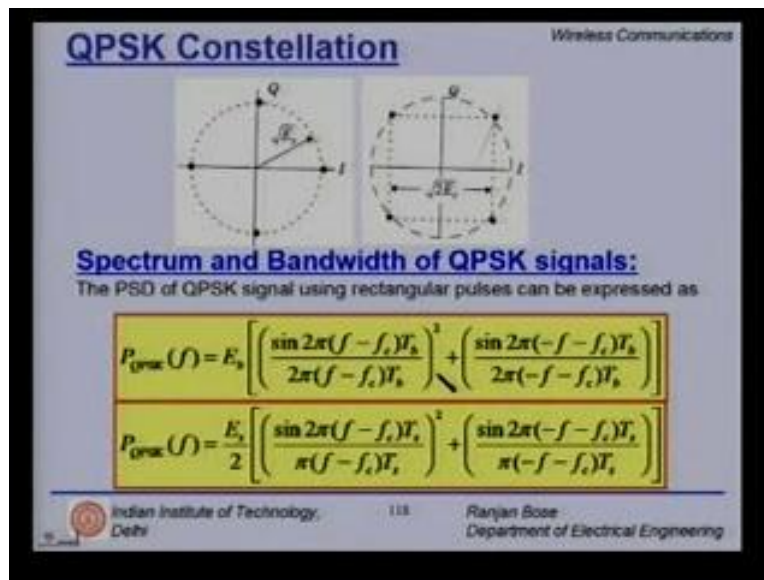 QPSK Constellation
Wireless Communications
Q
Q
√E_s
I
I
√2E_s
Spectrum and Bandwidth of QPSK signals:
The PSD of QPSK signal using rectangular pulses can be expressed as
P_QPSK(f) = E_b [ ( sin 2π(f − f_c)T_b / 2π(f − f_c)T_b )² + ( sin 2π(−f − f_c)T_b / 2π(−f − f_c)T_b ) ]
P_QPSK(f) = E_s / 2 [ ( sin 2π(f − f_c)T_s / π(f − f_c)T_s )² + ( sin 2π(−f − f_c)T_s / π(−f − f_c)T_s ) ]
Indian Institute of Technology,
Delhi
118
Ranjan Bose
Department of Electrical Engineering